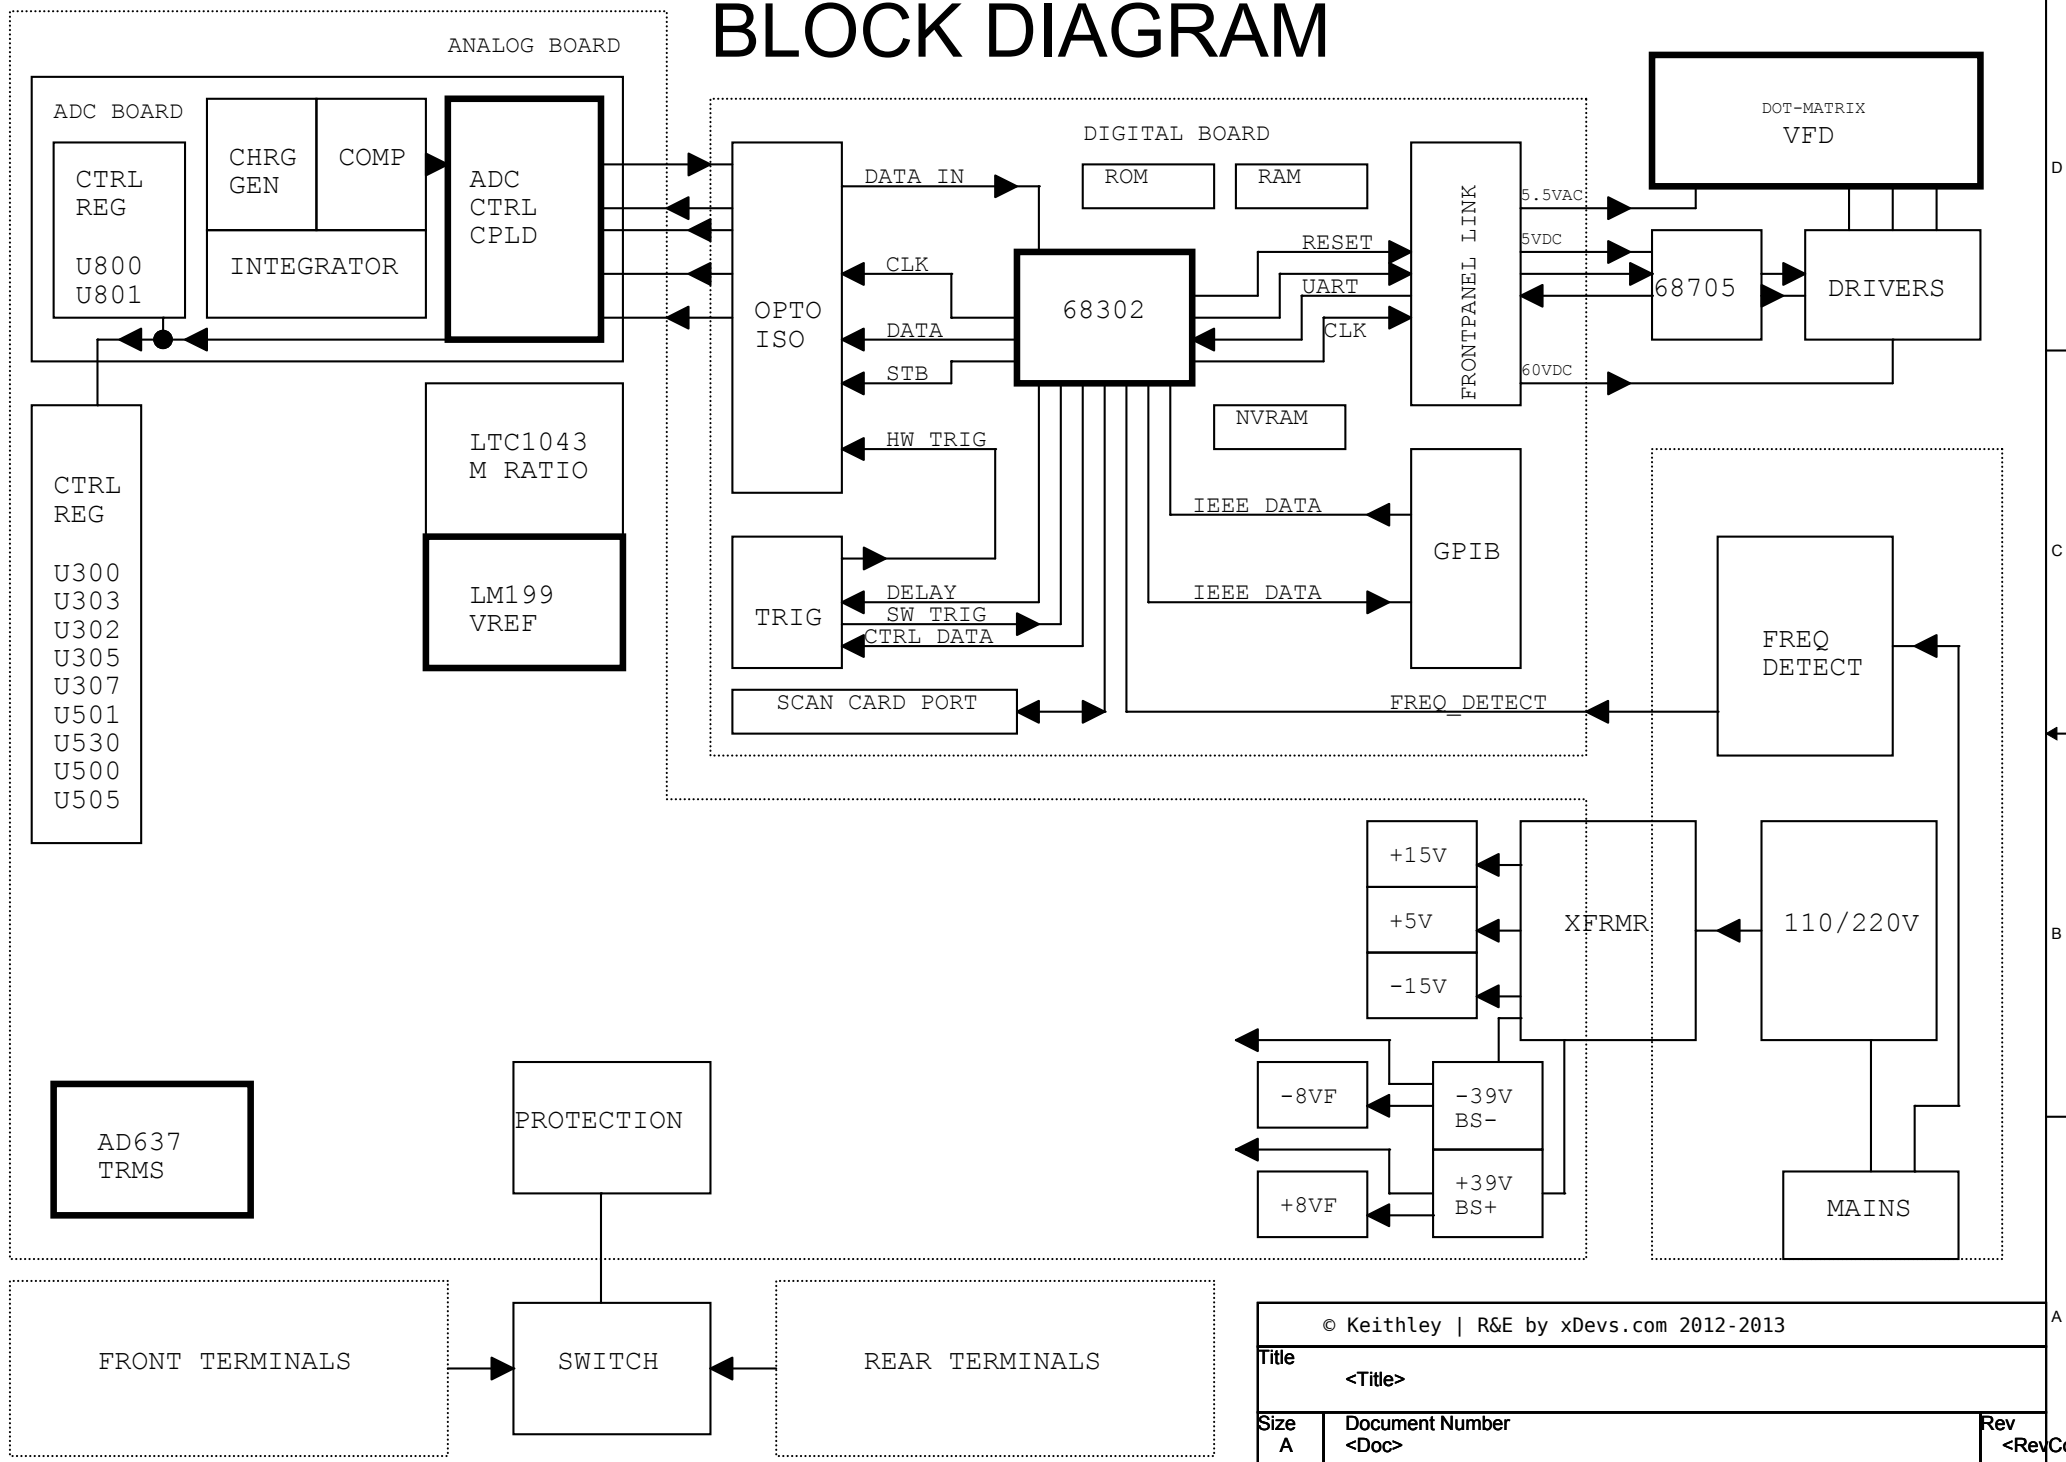 BLOCK DIAGRAM
ANALOG BOARD
ADC BOARD
CTRL
REG
U800
U801
CHRG
GEN
COMP
INTEGRATOR
ADC
CTRL
CPLD
CTRL
REG
U300
U303
U302
U305
U307
U501
U530
U500
U505
LTC1043
M RATIO
LM199
VREF
DIGITAL BOARD
ROM
RAM
OPTO
ISO
DATA IN
CLK
DATA
STB
HW TRIG
68302
RESET
UART
CLK
FRONTPANEL LINK
NVRAM
TRIG
DELAY
SW TRIG
CTRL DATA
IEEE DATA
IEEE DATA
GPIB
SCAN CARD PORT
FREQ_DETECT
DOT-MATRIX
VFD
5.5VAC
5VDC
60VDC
68705
DRIVERS
FREQ
DETECT
+15V
+5V
-15V
XFRMR
110/220V
-8VF
-39V
BS-
+8VF
+39V
BS+
MAINS
AD637
TRMS
PROTECTION
FRONT TERMINALS
SWITCH
REAR TERMINALS
D
C
B
A
© Keithley | R&E by xDevs.com 2012-2013
Title
<Title>
Size
A
Document Number
<Doc>
Rev